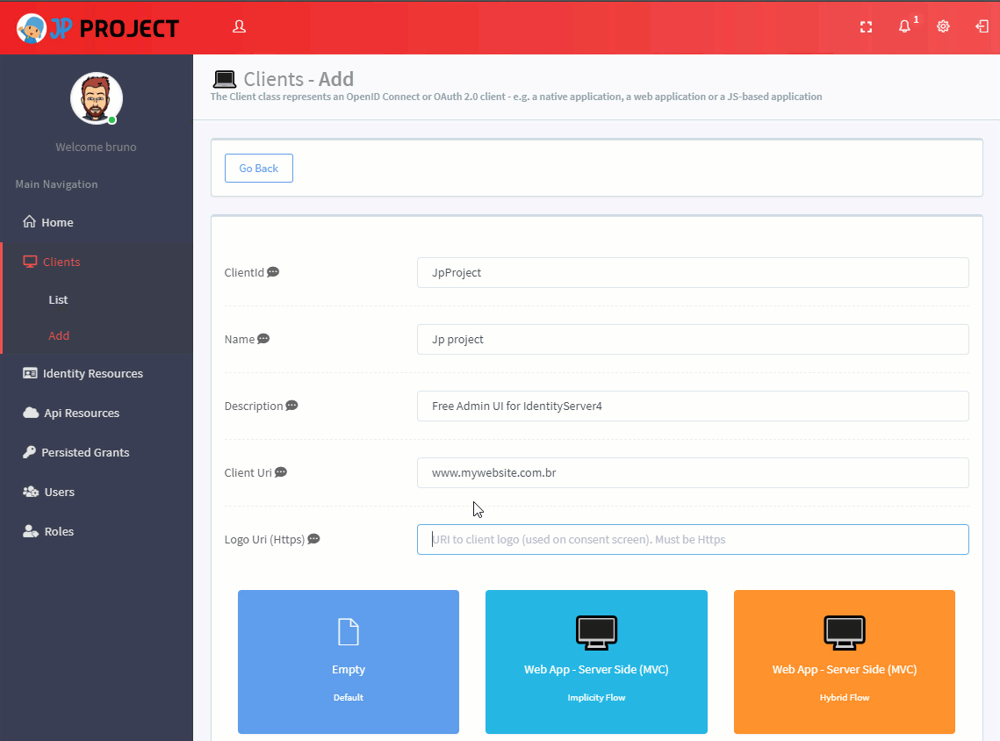 JP PROJECT
1
Welcome bruno
Main Navigation
Home
Clients
List
Add
Identity Resources
Api Resources
Persisted Grants
Users
Roles
Clients - Add
The Client class represents an OpenID Connect or OAuth 2.0 client - e.g. a native application, a web application or a JS-based application
Go Back
ClientId
JpProject
Name
Jp project
Description
Free Admin UI for IdentityServer4
Client Uri
www.mywebsite.com.br
Logo Uri (Https)
URI to client logo (used on consent screen). Must be Https
Empty
Default
Web App - Server Side (MVC)
Implicity Flow
Web App - Server Side (MVC)
Hybrid Flow